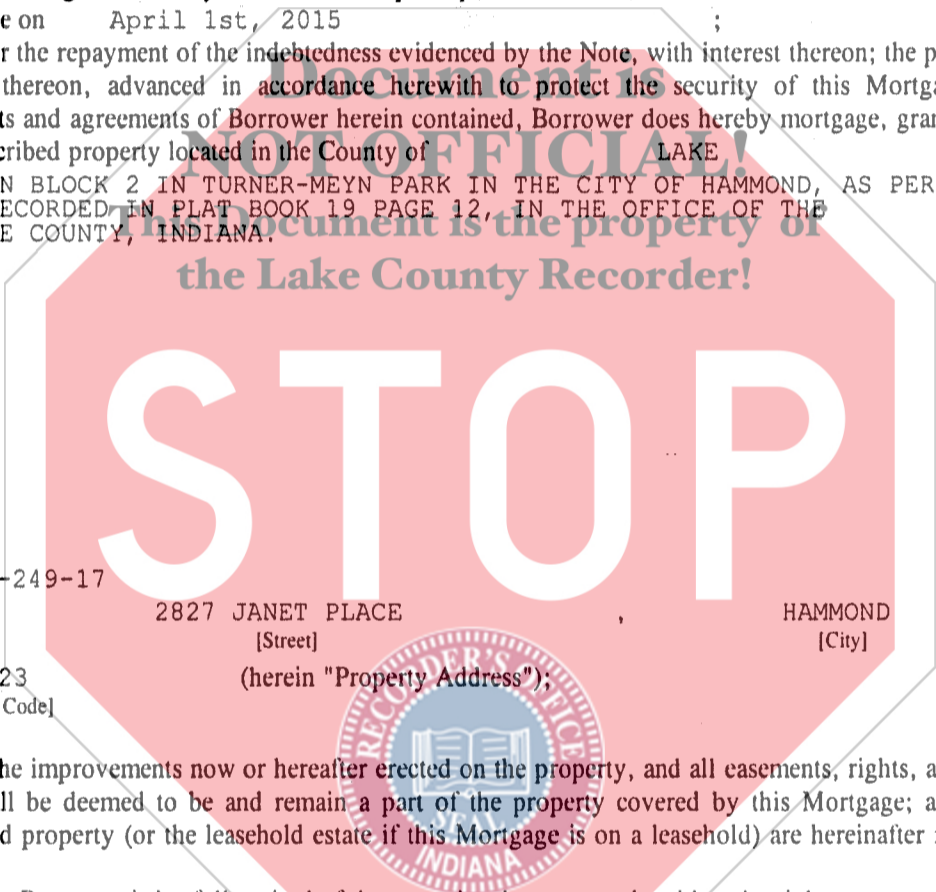 e on April 1st, 2015 ;
r the repayment of the indebtedness evidenced by the Note, with interest thereon; the p
Document is
thereon, advanced in accordance herewith to protect the security of this Mortga
ts and agreements of Borrower herein contained, Borrower does hereby mortgage, gran
NOT OFFICIAL!
cribed property located in the County of LAKE
N BLOCK 2 IN TURNER-MEYN PARK IN THE CITY OF HAMMOND, AS PER
ECORDED IN PLAT BOOK 19 PAGE 12, IN THE OFFICE OF THE
This Document is the property of
E COUNTY, INDIANA.
the Lake County Recorder!
STOP
-249-17
2827 JANET PLACE , HAMMOND
[Street] [City]
23 (herein "Property Address");
Code]
RECORDER'S OFFICE
he improvements now or hereafter erected on the property, and all easements, rights, a
ll be deemed to be and remain a part of the property covered by this Mortgage; a
SEAL
d property (or the leasehold estate if this Mortgage is on a leasehold) are hereinafter
INDIANA